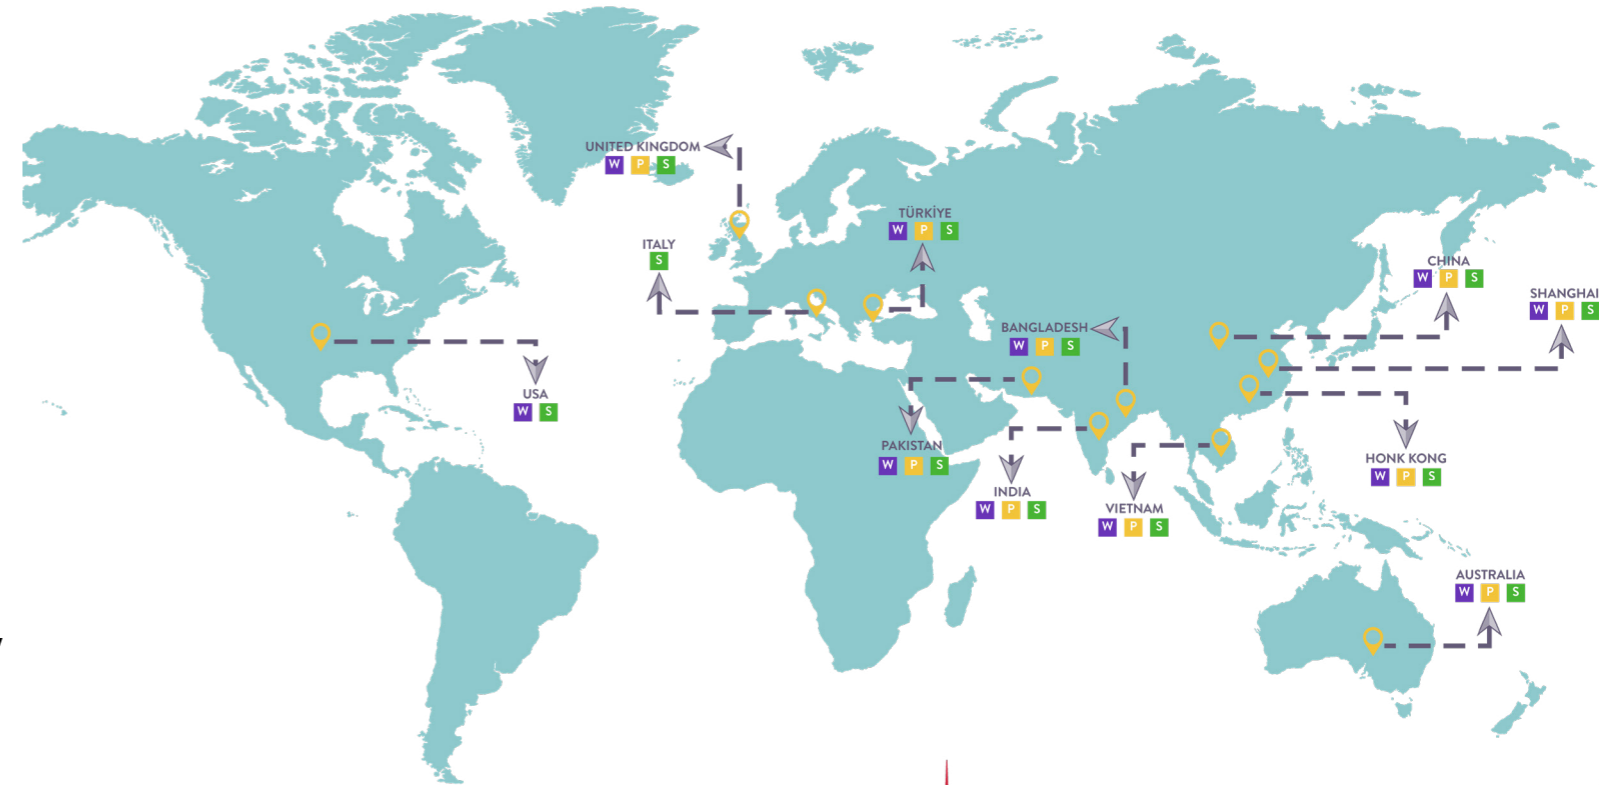 UNITED KINGDOM
W P S
TÜRKİYE
W P S
ITALY
S
CHINA
W P S
SHANGHAI
W P S
BANGLADESH
W P S
USA
W S
PAKISTAN
W P S
HONK KONG
W P S
INDIA
W P S
VIETNAM
W P S
AUSTRALIA
W P S